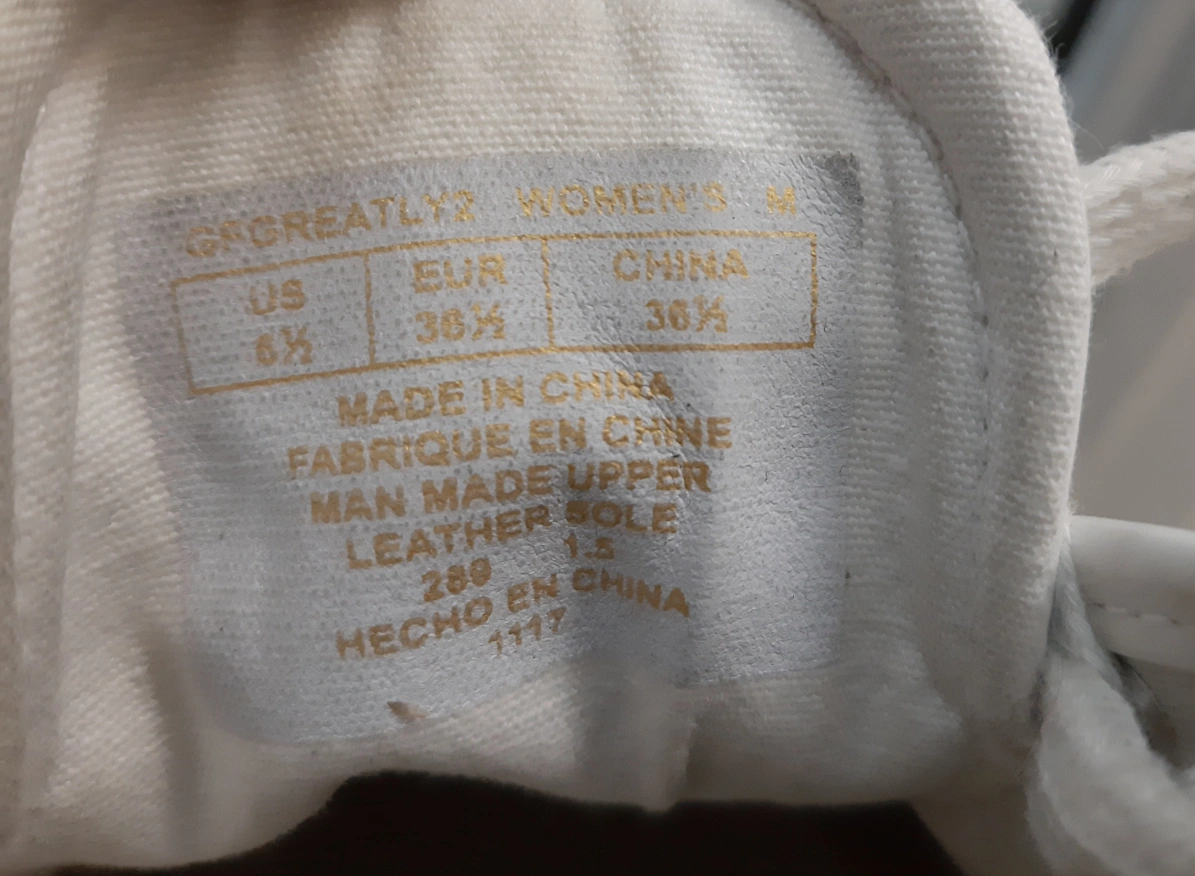 GFGREATLY2 WOMEN'S M
US EUR CHINA
6½ 36½ 36½
MADE IN CHINA
FABRIQUE EN CHINE
MAN MADE UPPER
LEATHER SOLE
289 1.5
HECHO EN CHINA
1117